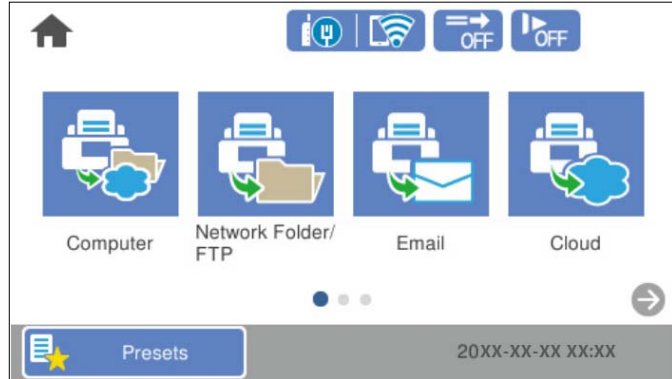 OFF
OFF
Computer
Network Folder/
FTP
Email
Cloud
Presets
20XX-XX-XX XX:XX